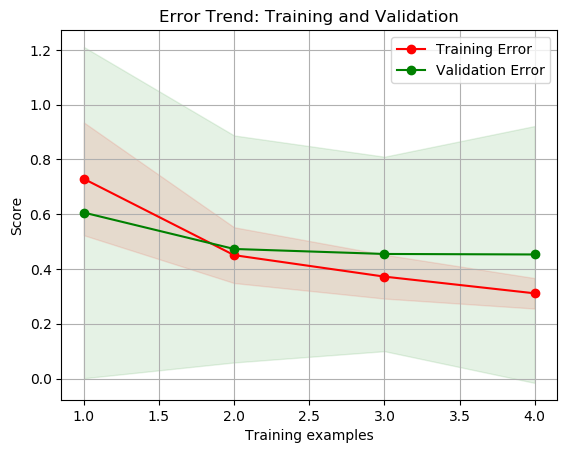 Error Trend: Training and Validation
Training Error
Validation Error
Score
1.2
1.0
0.8
0.6
0.4
0.2
0.0
1.0 1.5 2.0 2.5 3.0 3.5 4.0
Training examples